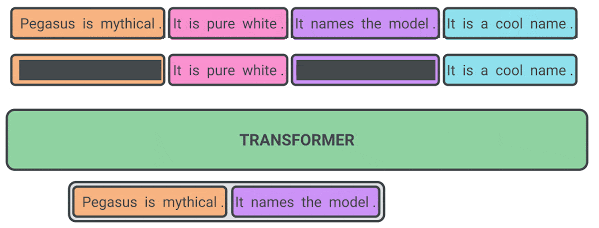 Pegasus is mythical. It is pure white. It names the model. It is a cool name.
It is pure white. It is a cool name.
TRANSFORMER
Pegasus is mythical. It names the model.